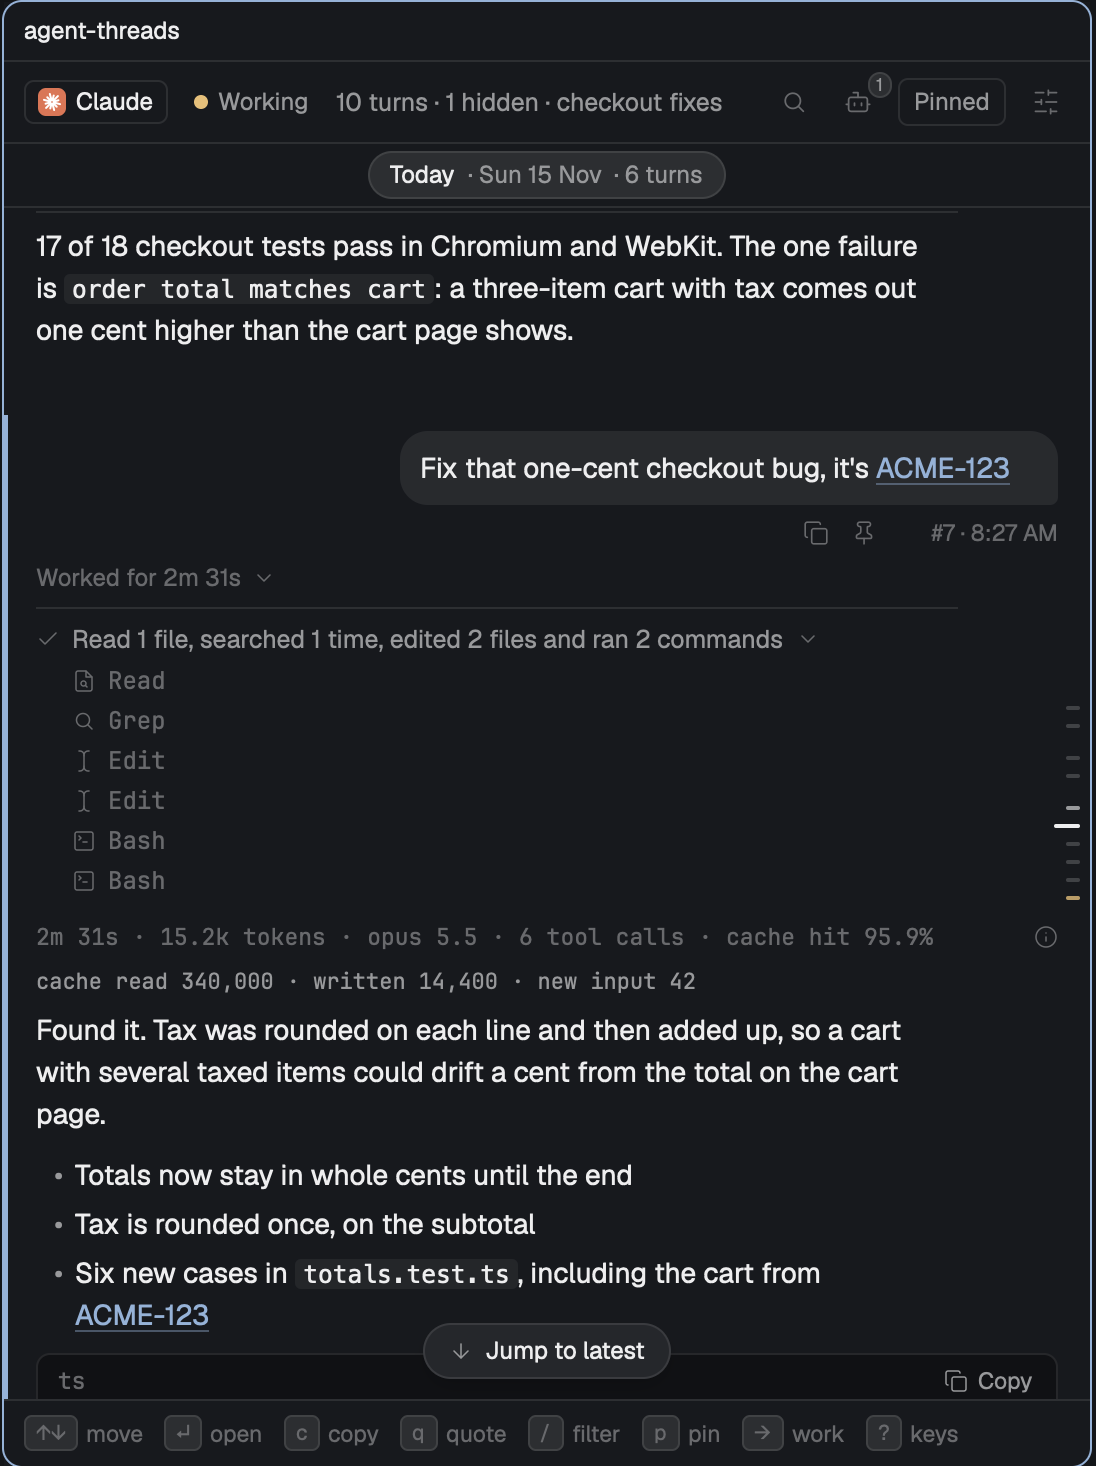 agent-threads
Claude Working 10 turns · 1 hidden · checkout fixes 1 Pinned
Today · Sun 15 Nov · 6 turns
17 of 18 checkout tests pass in Chromium and WebKit. The one failure
is order total matches cart: a three-item cart with tax comes out
one cent higher than the cart page shows.
Fix that one-cent checkout bug, it's ACME-123
#7 · 8:27 AM
Worked for 2m 31s
Read 1 file, searched 1 time, edited 2 files and ran 2 commands
Read
Grep
Edit
Edit
Bash
Bash
2m 31s · 15.2k tokens · opus 5.5 · 6 tool calls · cache hit 95.9%
cache read 340,000 · written 14,400 · new input 42
Found it. Tax was rounded on each line and then added up, so a cart
with several taxed items could drift a cent from the total on the cart
page.
• Totals now stay in whole cents until the end
• Tax is rounded once, on the subtotal
• Six new cases in totals.test.ts, including the cart from
ACME-123
↓ Jump to latest
ts Copy
↑↓ move ↵ open c copy q quote / filter p pin → work ? keys